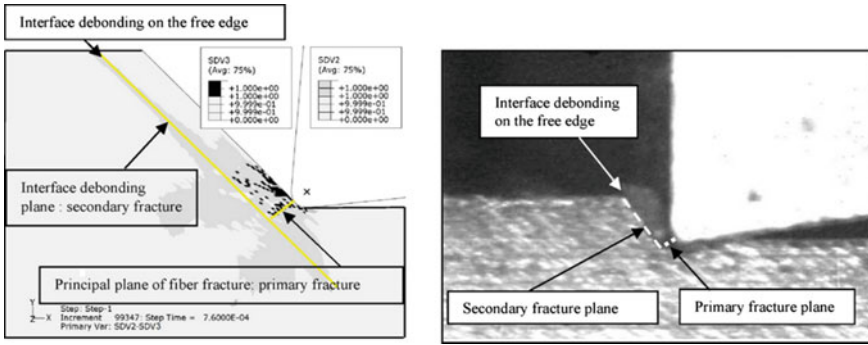 Interface debonding on the free edge
SDV3
(Avg: 75%)
+1.000e+00
+1.000e+00
+9.999e-01
+9.999e-01
+0.000e+00
SDV2
(Avg: 75%)
+1.000e+00
+1.000e+00
+9.999e-01
+9.999e-01
+0.000e+00
Interface debonding
plane : secondary fracture
Principal plane of fiber fracture: primary fracture
Y
Z
X
Step: Step-1
Increment 99347: Step Time = 7.6000E-04
Primary Var: SDV2-SDV3
Interface debonding
on the free edge
Secondary fracture plane
Primary fracture plane